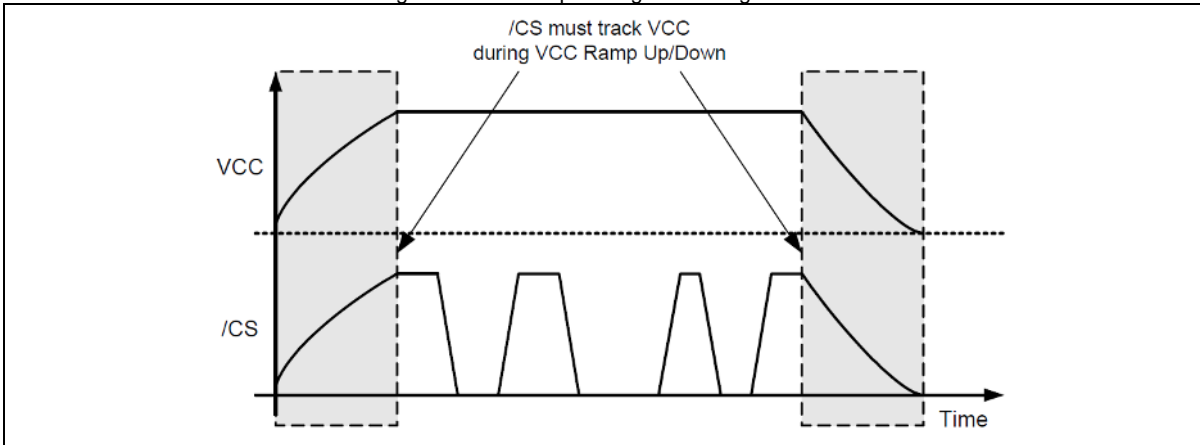 /CS must track VCC
during VCC Ramp Up/Down
VCC
/CS
Time